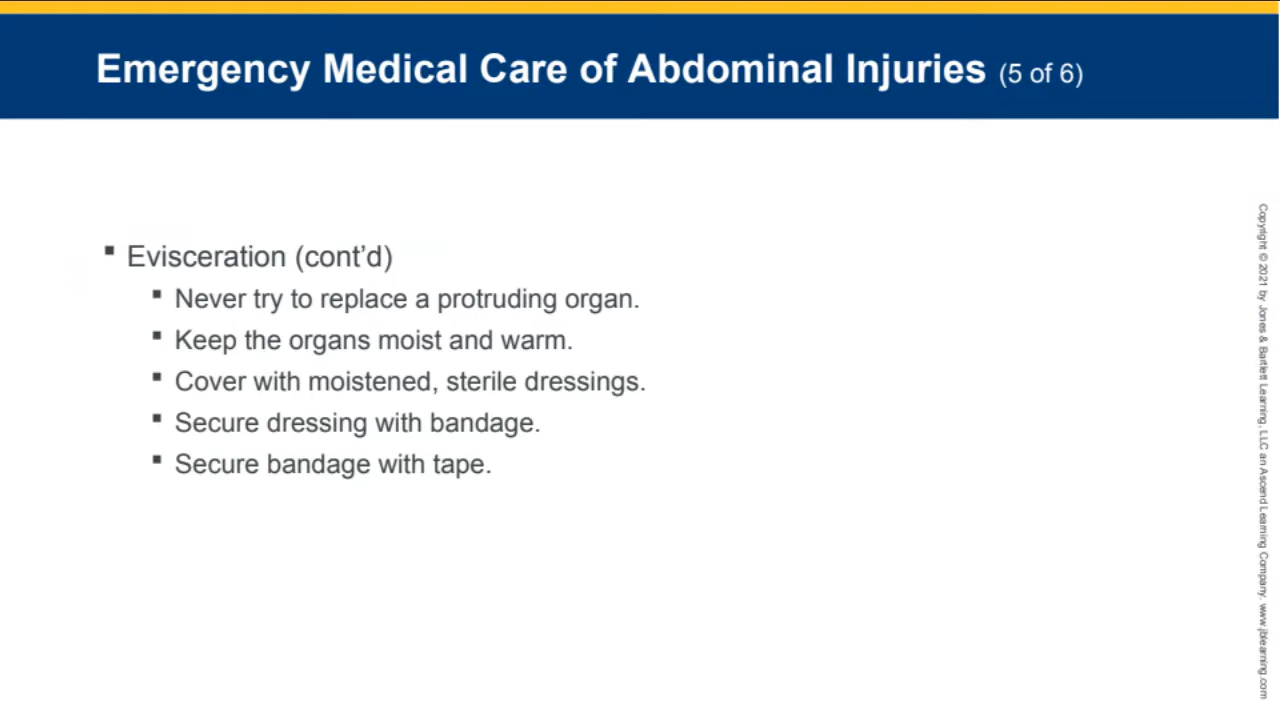 Emergency Medical Care of Abdominal Injuries (5 of 6)
▪ Evisceration (cont’d)
▪ Never try to replace a protruding organ.
▪ Keep the organs moist and warm.
▪ Cover with moistened, sterile dressings.
▪ Secure dressing with bandage.
▪ Secure bandage with tape.
Copyright © 2021 by Jones & Bartlett Learning, LLC an Ascend Learning Company. www.jblearning.com